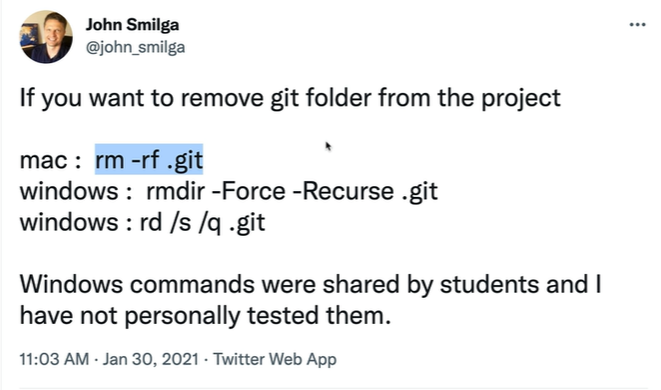 John Smilga
@john_smilga
If you want to remove git folder from the project
mac : rm -rf .git
windows : rmdir -Force -Recurse .git
windows : rd /s /q .git
Windows commands were shared by students and I
have not personally tested them.
11:03 AM · Jan 30, 2021 · Twitter Web App